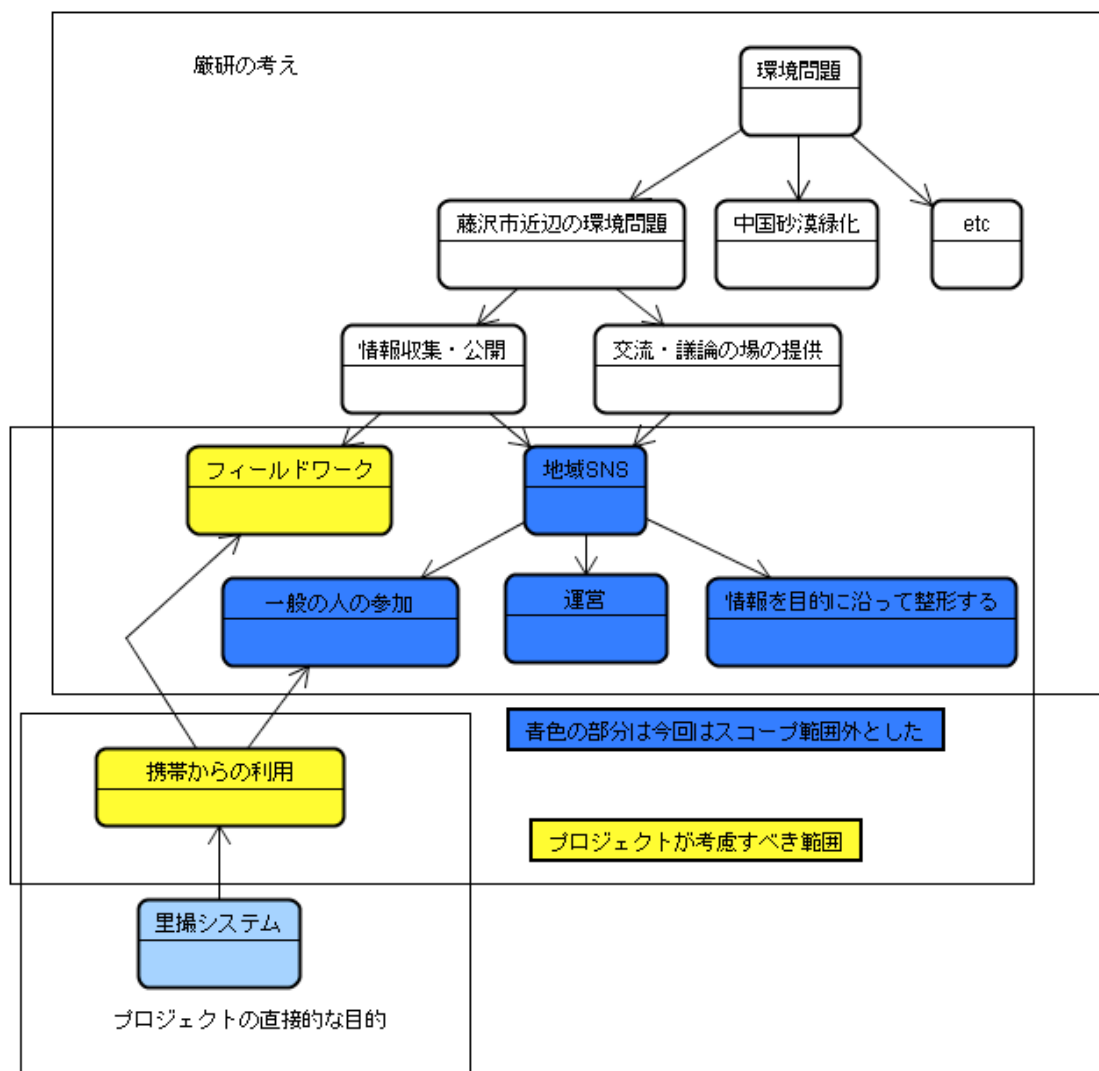 厳研の考え
環境問題
藤沢市近辺の環境問題
中国砂漠緑化
etc
情報収集・公開
交流・議論の場の提供
フィールドワーク
地域SNS
一般の人の参加
運営
情報を目的に沿って整形する
青色の部分は今回はスコープ範囲外とした
携帯からの利用
プロジェクトが考慮すべき範囲
里撮システム
プロジェクトの直接的な目的